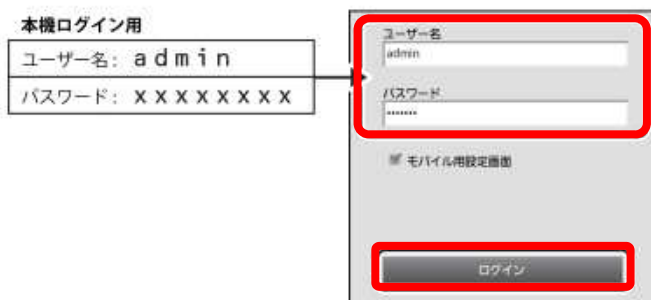 本機ログイン用
ユーザー名: admin
パスワード: xxxxxxxx
ユーザー名
admin
パスワード
•••••••
モバイル用設定画面
ログイン